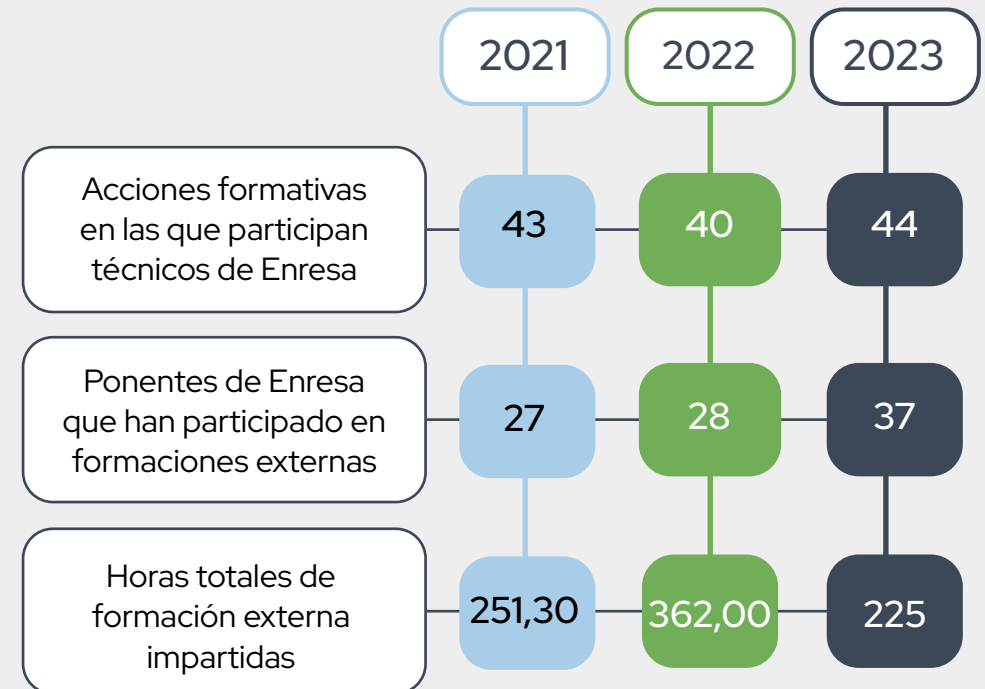 2021 2022 2023
Acciones formativas
en las que participan
técnicos de Enresa
43 40 44
Ponentes de Enresa
que han participado en
formaciones externas
27 28 37
Horas totales de
formación externa
impartidas
251,30 362,00 225